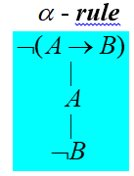 α - rule
¬(A → B)
A
¬B